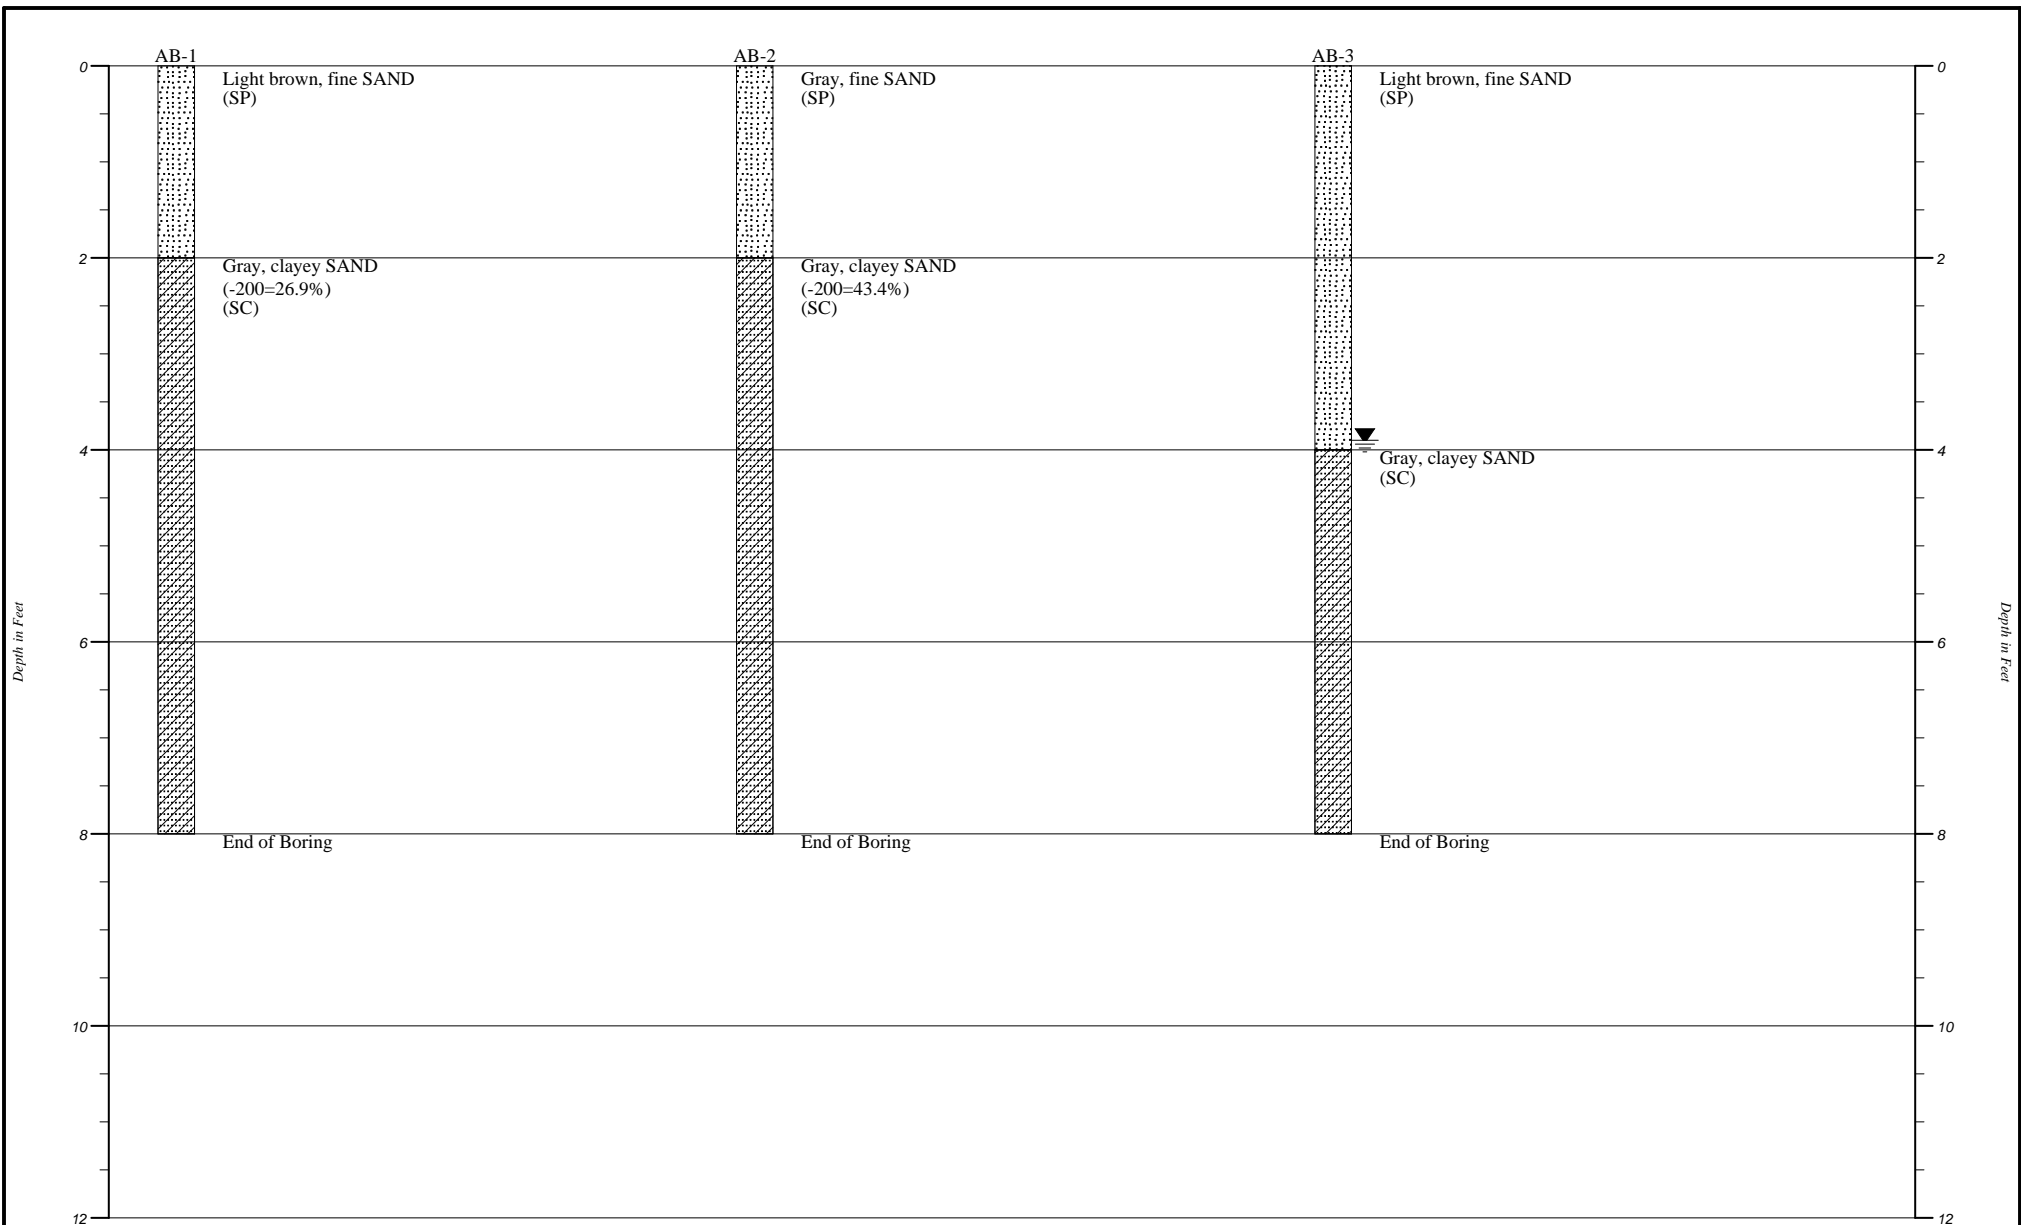 AB-1
AB-2
AB-3
0
0
Light brown, fine SAND
(SP)
Gray, fine SAND
(SP)
Light brown, fine SAND
(SP)
2
2
Gray, clayey SAND
(-200=26.9%)
(SC)
Gray, clayey SAND
(-200=43.4%)
(SC)
4
4
Gray, clayey SAND
(SC)
Depth in Feet
Depth in Feet
6
6
8
8
End of Boring
End of Boring
End of Boring
10
10
12
12